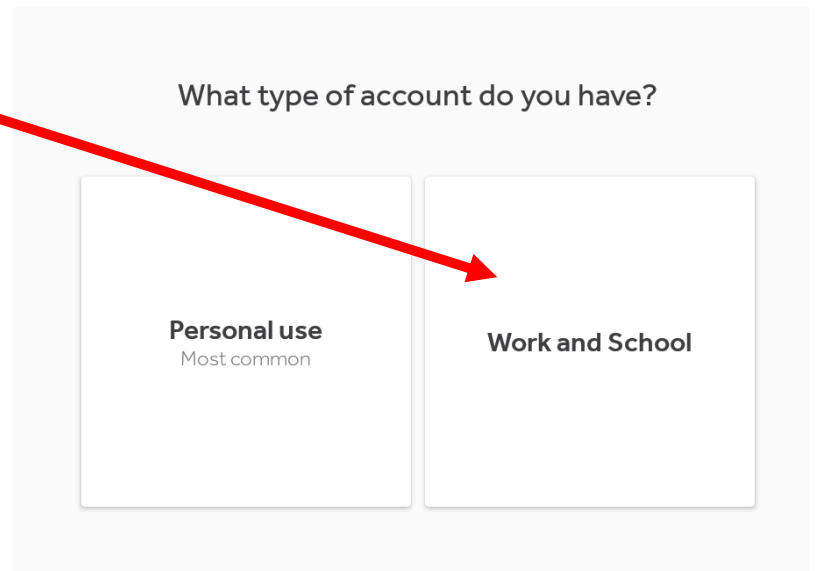 What type of account do you have?
Personal use
Most common
Work and School